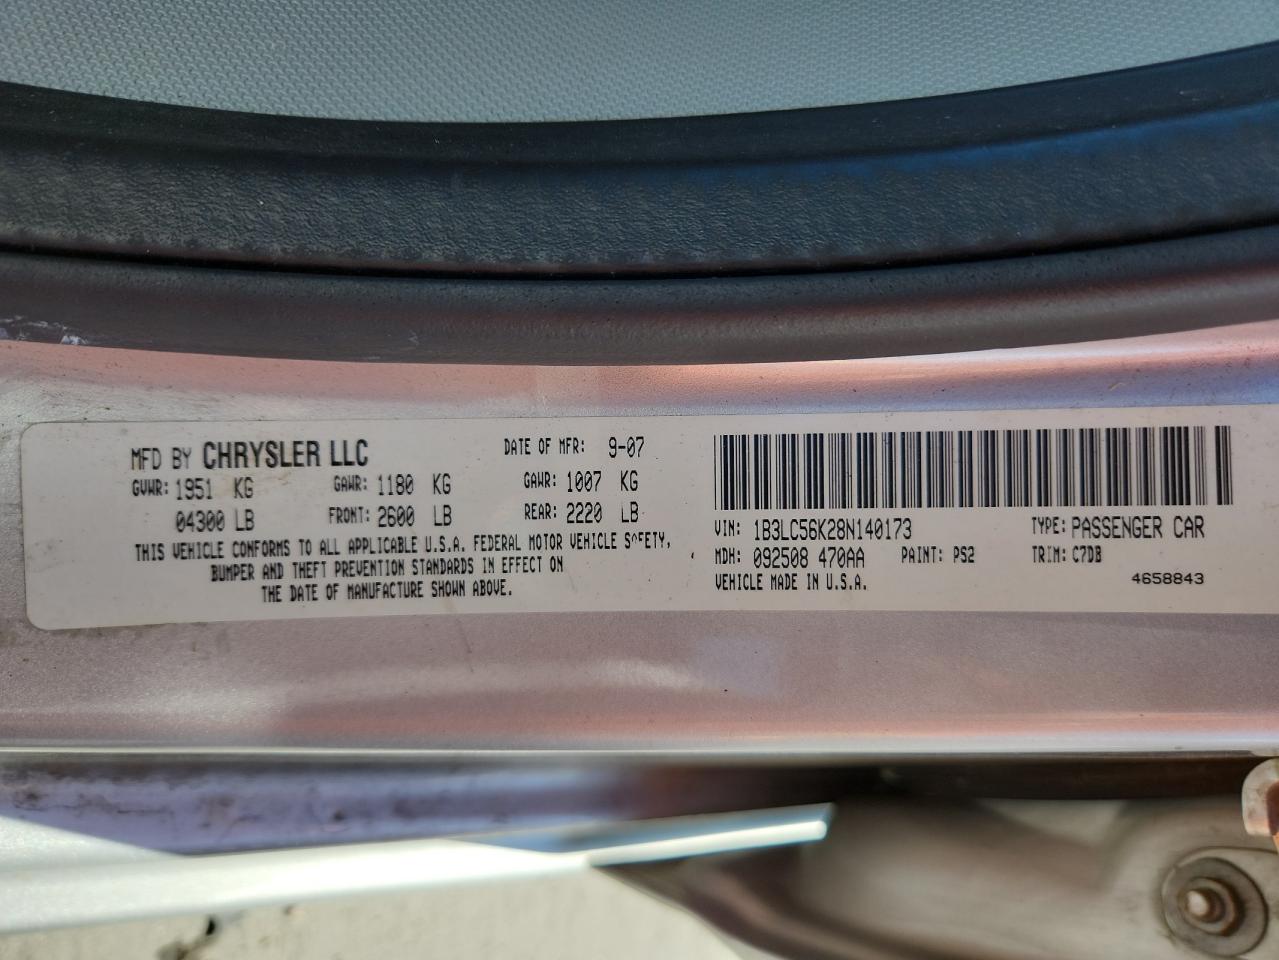 MFD BY CHRYSLER LLC DATE OF MFR: 9-07
GVWR: 1951 KG GAWR: 1180 KG GAWR: 1007 KG
04300 LB FRONT: 2600 LB REAR: 2220 LB
THIS VEHICLE CONFORMS TO ALL APPLICABLE U.S.A. FEDERAL MOTOR VEHICLE SAFETY,
BUMPER AND THEFT PREVENTION STANDARDS IN EFFECT ON
THE DATE OF MANUFACTURE SHOWN ABOVE.
VIN: 1B3LC56K28N140173 TYPE: PASSENGER CAR
MDH: 092508 470AA PAINT: PS2 TRIM: C7DB
VEHICLE MADE IN U.S.A. 4658843